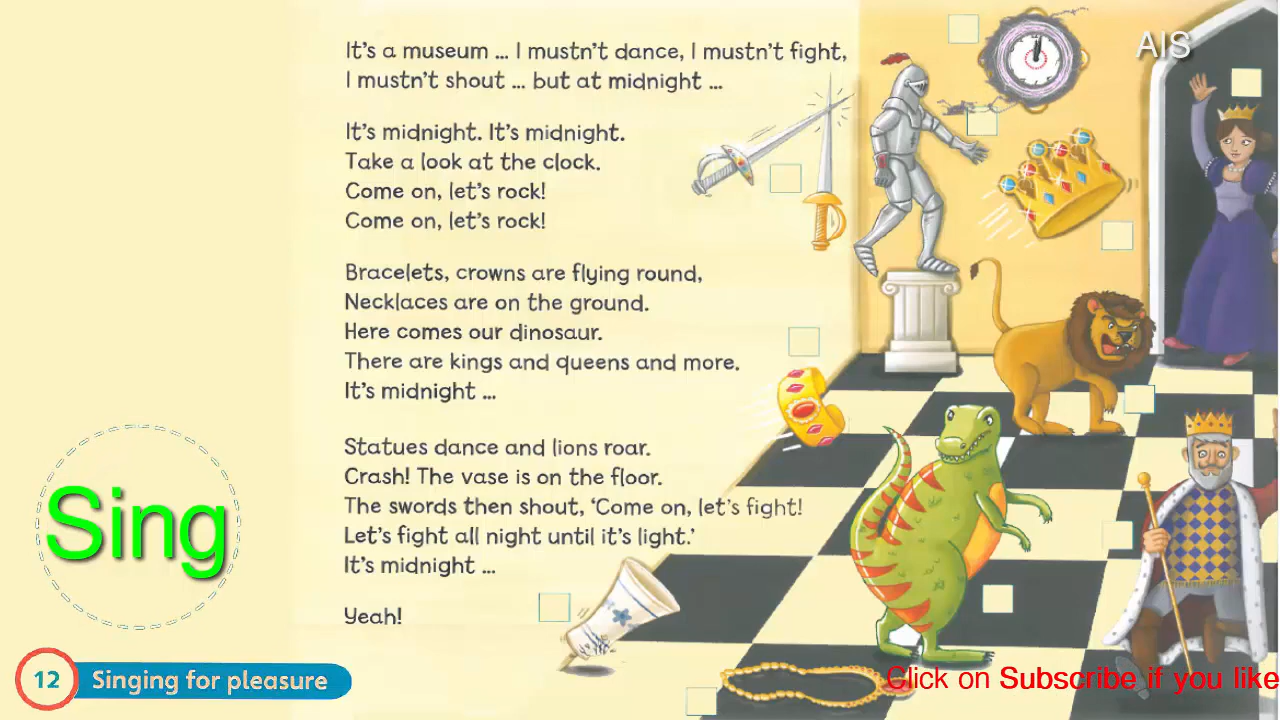 It's a museum ... I mustn't dance, I mustn't fight,
I mustn't shout ... but at midnight ...
It's midnight. It's midnight.
Take a look at the clock.
Come on, let's rock!
Come on, let's rock!
Bracelets, crowns are flying round,
Necklaces are on the ground.
Here comes our dinosaur.
There are kings and queens and more.
It's midnight ...
Statues dance and lions roar.
Crash! The vase is on the floor.
The swords then shout, ‘Come on, let's fight!
Let's fight all night until it's light.’
It's midnight ...
Yeah!
AIS
Sing
12 Singing for pleasure
Click on Subscribe if you like